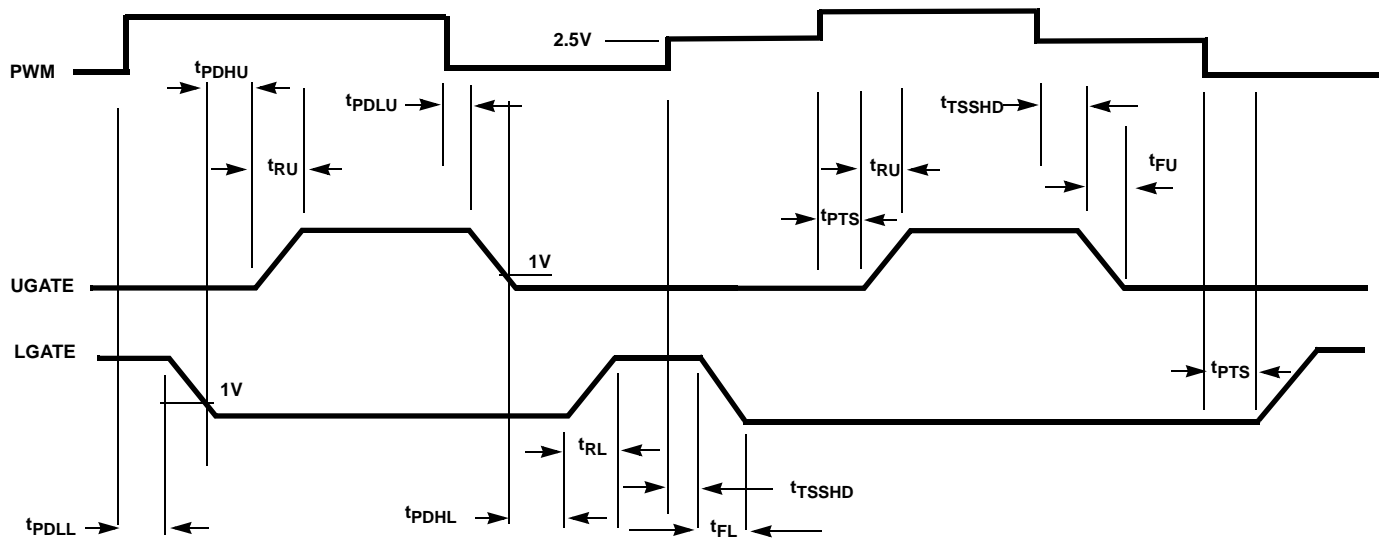 2.5V
PWM
tPDHU
tPDLU
tTSSHD
tRU
tRU
tFU
tPTS
1V
UGATE
LGATE
1V
tPTS
tRL
tTSSHD
tPDLL
tPDHL
tFL